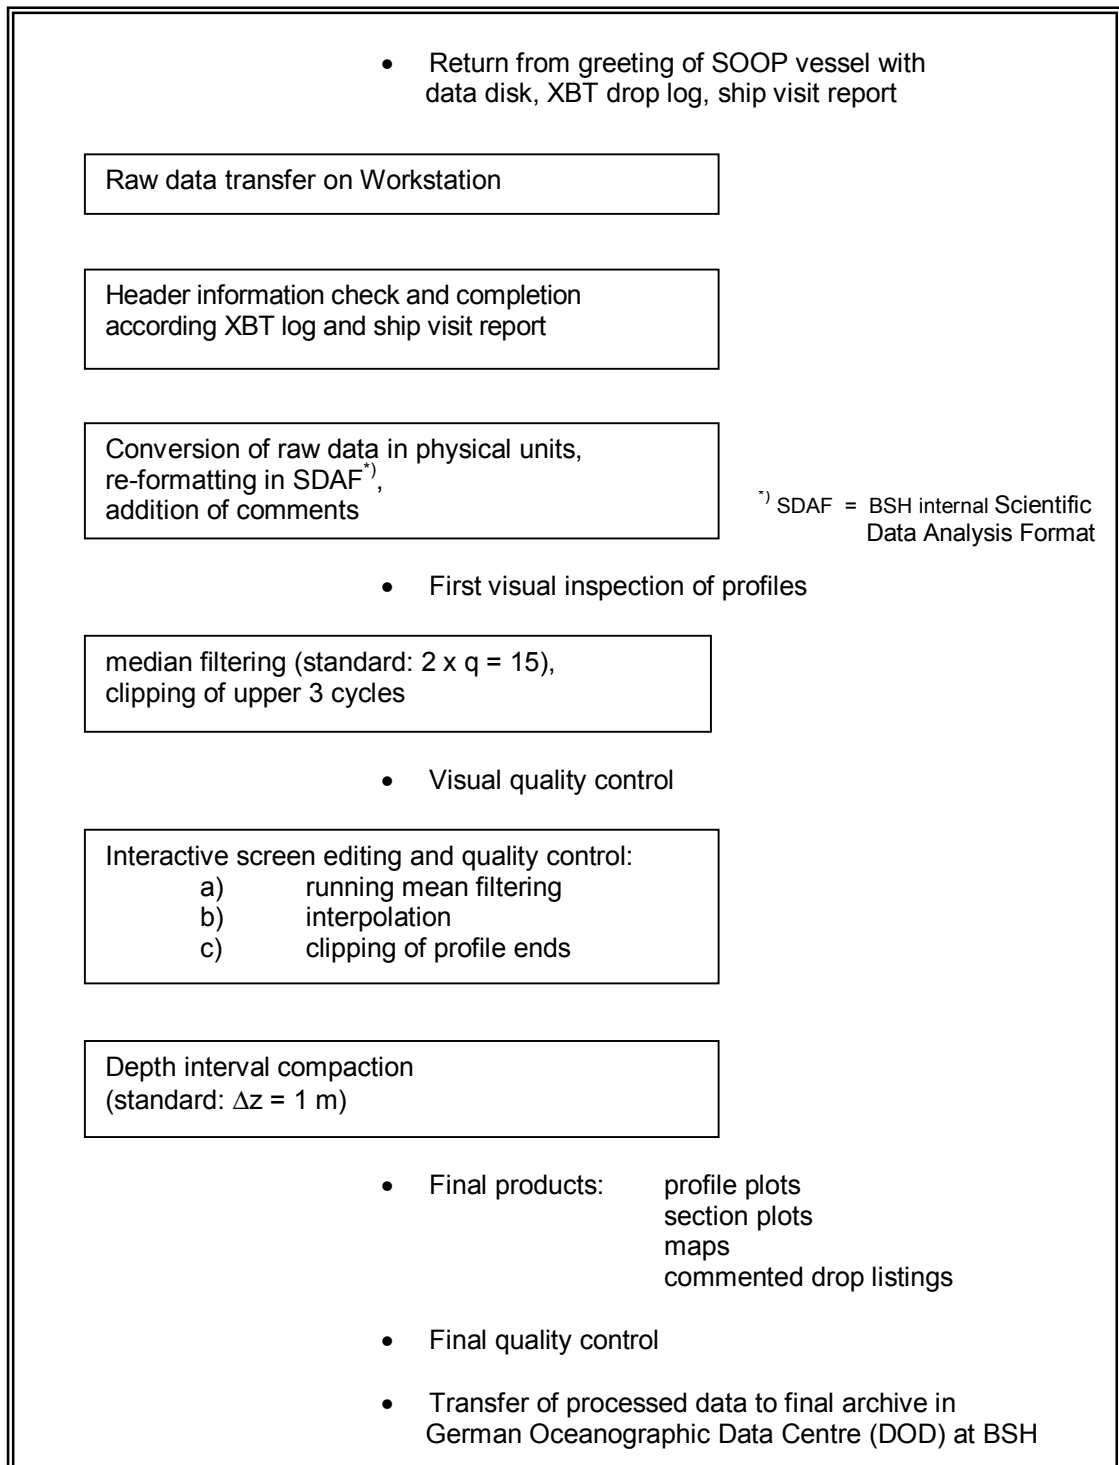 • Return from greeting of SOOP vessel with
data disk, XBT drop log, ship visit report
Raw data transfer on Workstation
Header information check and completion
according XBT log and ship visit report
Conversion of raw data in physical units,
re-formatting in SDAF*),
addition of comments
*) SDAF = BSH internal Scientific
Data Analysis Format
• First visual inspection of profiles
median filtering (standard: 2 x q = 15),
clipping of upper 3 cycles
• Visual quality control
Interactive screen editing and quality control:
a) running mean filtering
b) interpolation
c) clipping of profile ends
Depth interval compaction
(standard: Δz = 1 m)
• Final products: profile plots
section plots
maps
commented drop listings
• Final quality control
• Transfer of processed data to final archive in
German Oceanographic Data Centre (DOD) at BSH